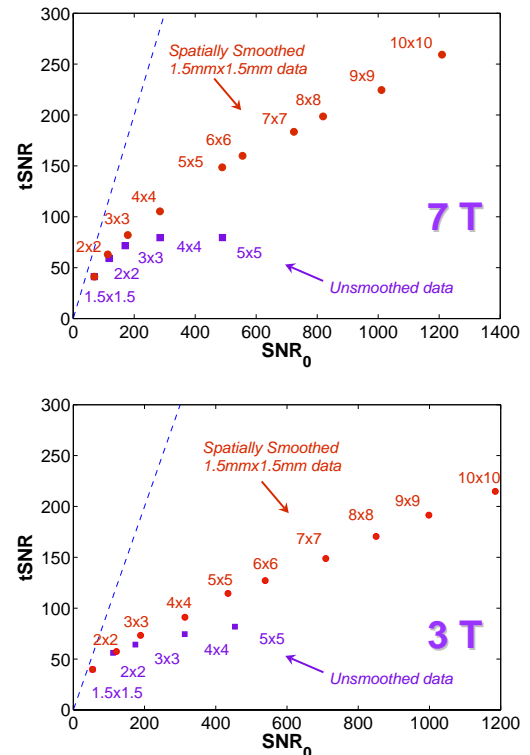 300
250
200
150
100
50
0
tSNR
Spatially Smoothed
1.5mmx1.5mm data
10x10
9x9
8x8
7x7
6x6
5x5
4x4
3x3
2x2
7 T
3x3
4x4
5x5
2x2
1.5x1.5
Unsmoothed data
0
200
400
600
800
1000
1200
1400
SNR0
300
250
200
150
100
50
0
tSNR
Spatially Smoothed
1.5mmx1.5mm data
10x10
9x9
8x8
7x7
6x6
5x5
4x4
3x3
2x2
3 T
5x5
4x4
3x3
2x2
1.5x1.5
Unsmoothed data
0
200
400
600
800
1000
1200
SNR0